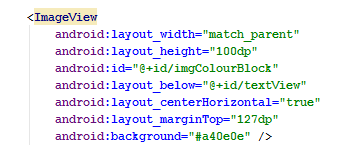 <ImageView
android:layout_width="match_parent"
android:layout_height="100dp"
android:id="@+id/imgColourBlock"
android:layout_below="@+id/textView"
android:layout_centerHorizontal="true"
android:layout_marginTop="127dp"
android:background="#a40e0e" />